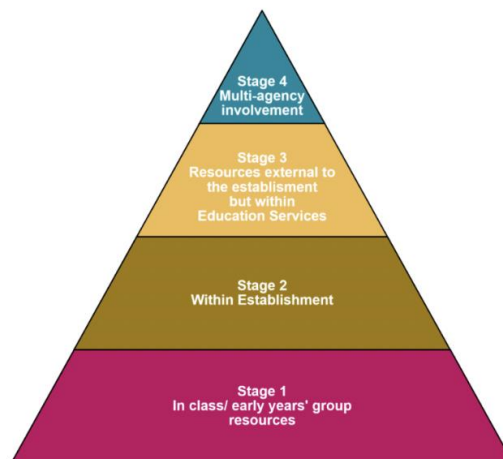 Stage 4
Multi-agency
involvement
Stage 3
Resources external to
the establisment
but within
Education Services
Stage 2
Within Establishment
Stage 1
In class/ early years' group
resources